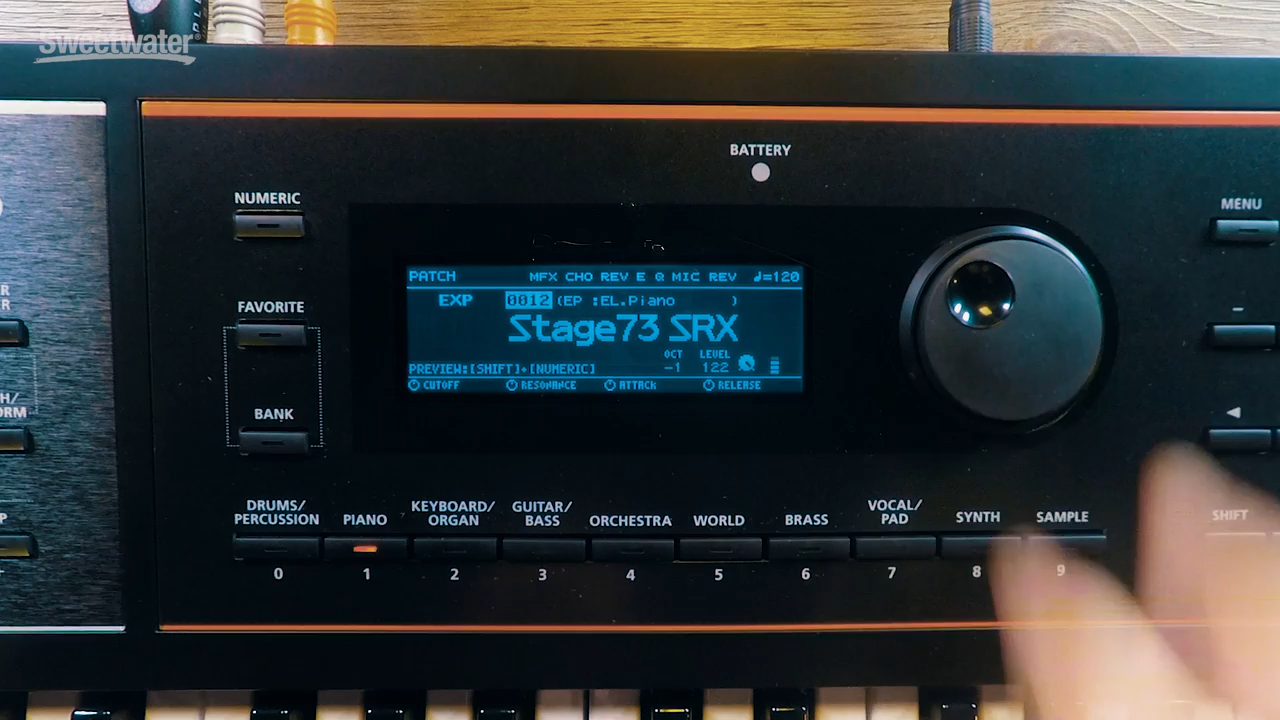 Sweetwater
BATTERY
NUMERIC
MENU
FAVORITE
BANK
PATCH MFX CHO REV E Q MIC REV ♩=120
EXP 0012 (EP :EL.Piano )
Stage73 SRX
OCT LEVEL
PREVIEW:[SHIFT]+[NUMERIC] -1 122
CUTOFF RESONANCE ATTACK RELEASE
DRUMS/
PERCUSSION
PIANO
KEYBOARD/
ORGAN
GUITAR/
BASS
ORCHESTRA
WORLD
BRASS
VOCAL/
PAD
SYNTH
SAMPLE
SHIFT
0 1 2 3 4 5 6 7 8 9